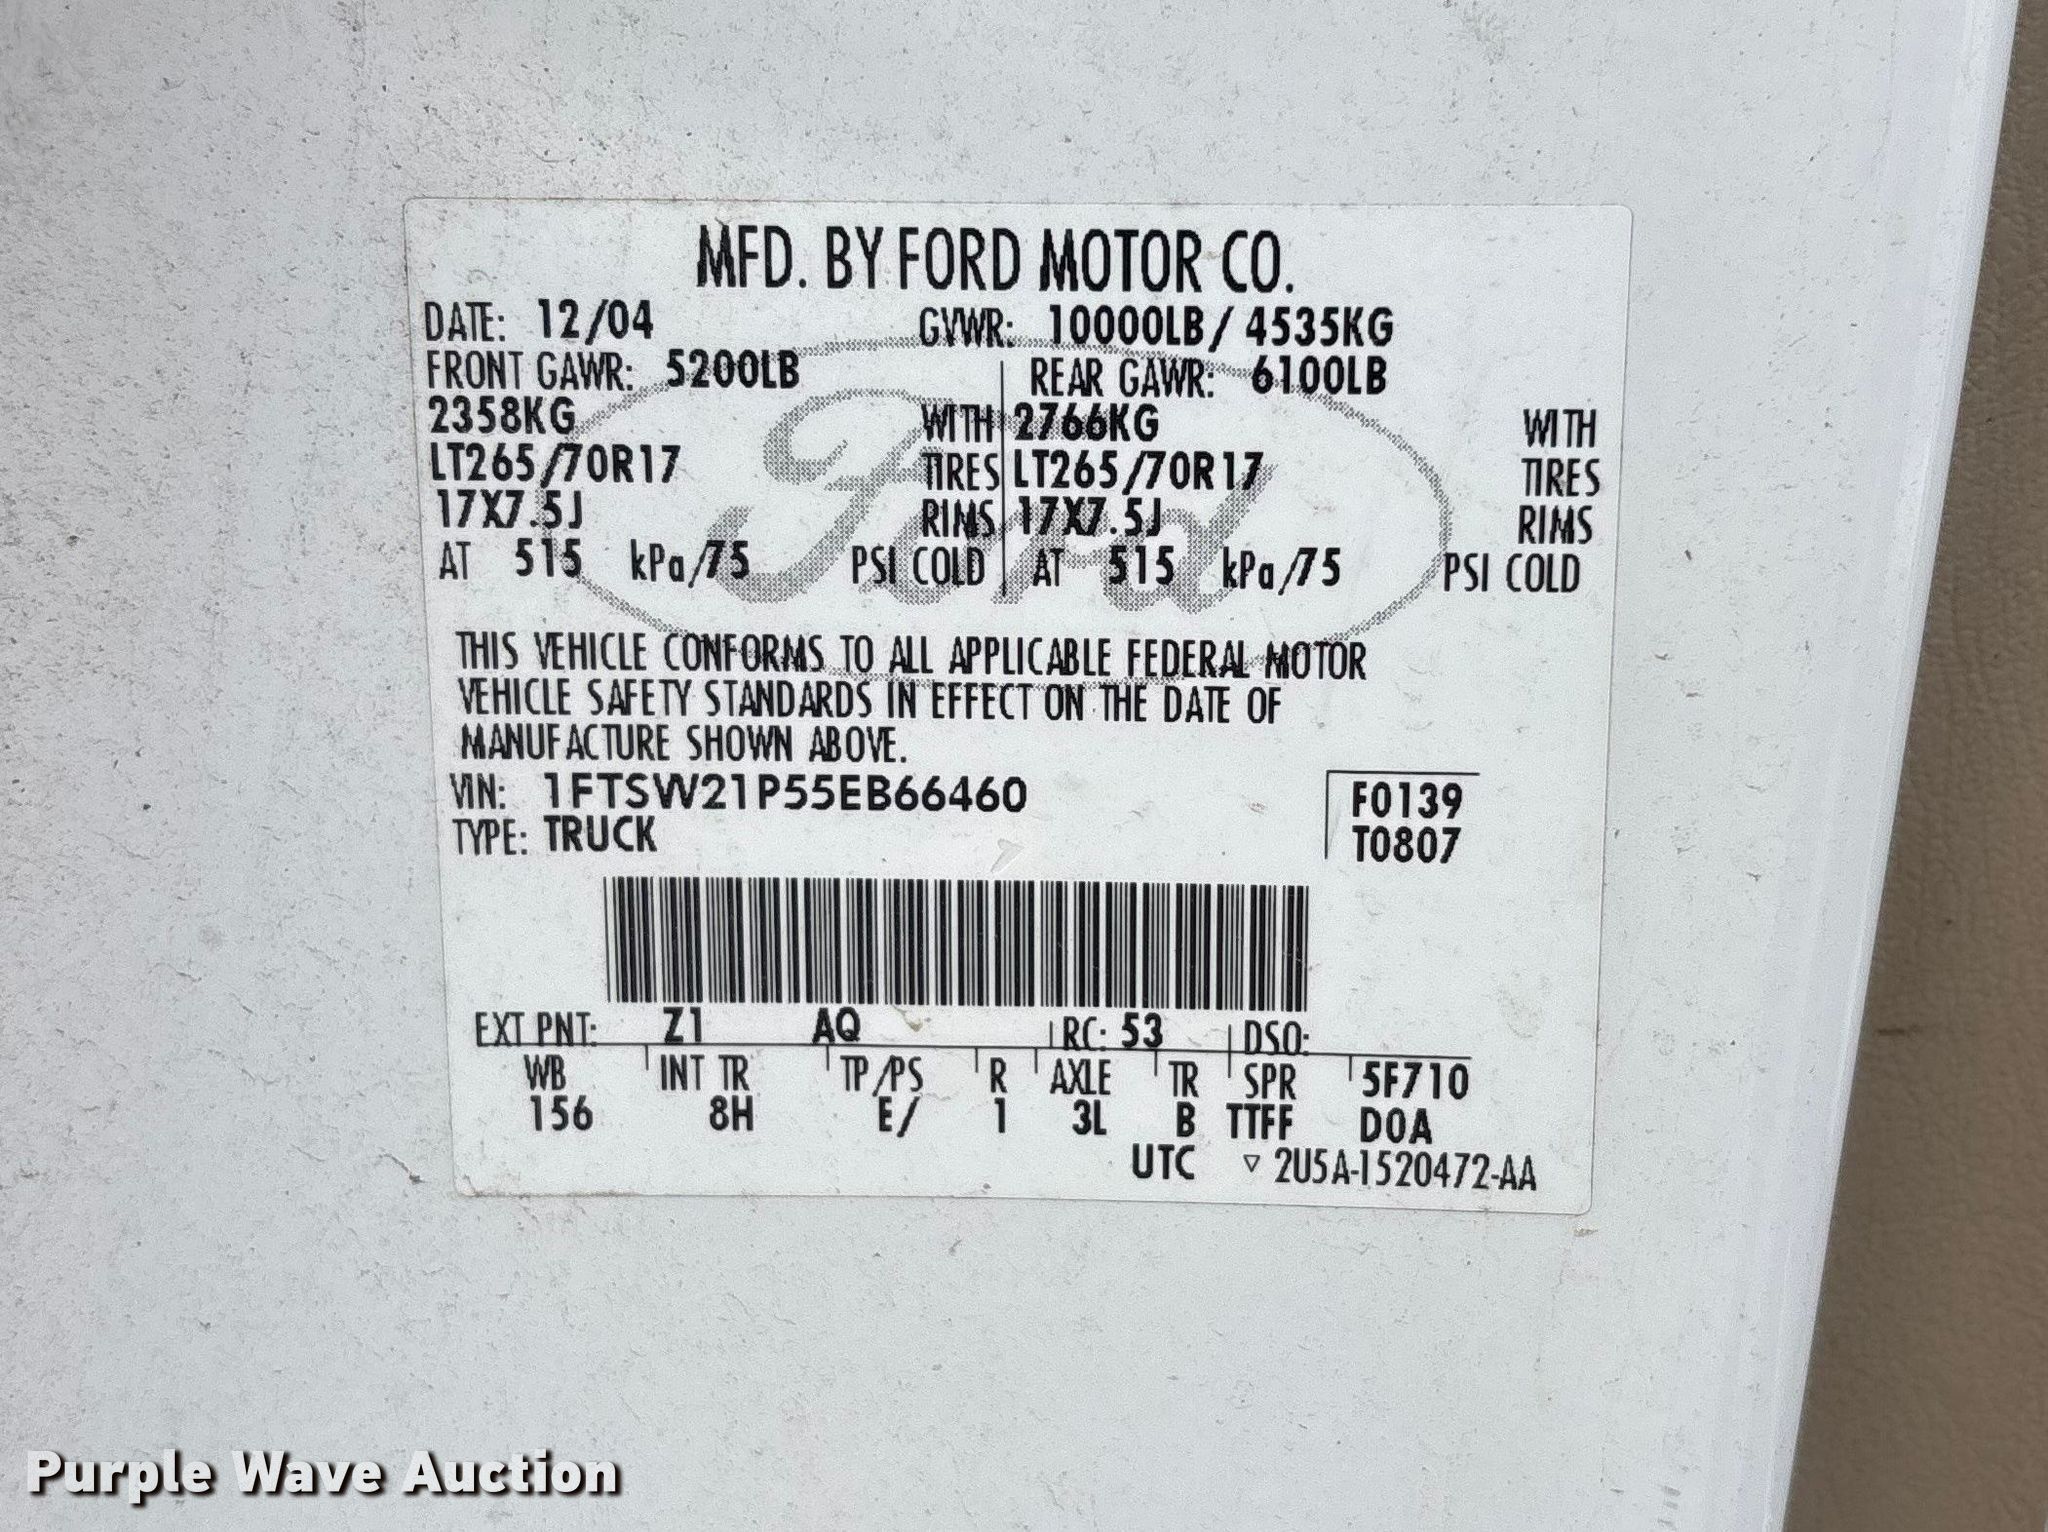 MFD. BY FORD MOTOR CO.
DATE: 12/04 GVWR: 10000LB / 4535KG
FRONT GAWR: 5200LB REAR GAWR: 6100LB
2358KG WITH 2766KG WITH
LT265/70R17 TIRES LT265/70R17 TIRES
17X7.5J RIMS 17X7.5J RIMS
AT 515 kPa/75 PSI COLD AT 515 kPa/75 PSI COLD
Ford
THIS VEHICLE CONFORMS TO ALL APPLICABLE FEDERAL MOTOR
VEHICLE SAFETY STANDARDS IN EFFECT ON THE DATE OF
MANUFACTURE SHOWN ABOVE.
VIN: 1FTSW21P55EB66460 F0139
TYPE: TRUCK T0807
EXT PNT: Z1 AQ RC: 53 DSO:
WB INT TR TP/PS R AXLE TR SPR 5F710
156 8H E/ 1 3L B TTFF D0A
UTC ▽ 2U5A-1520472-AA
Purple Wave Auction